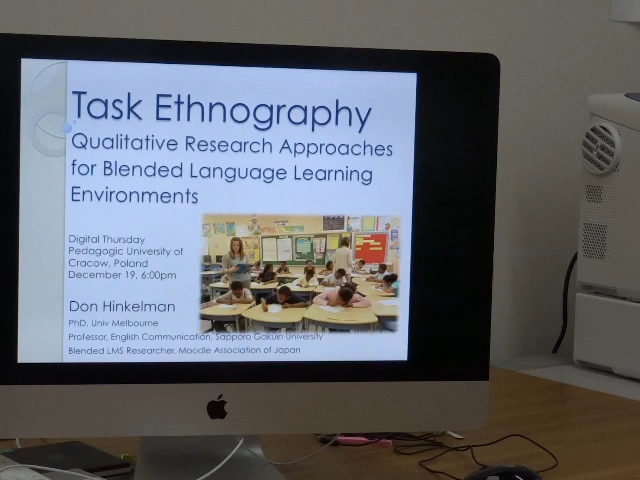 Task Ethnography
Qualitative Research Approaches
for Blended Language Learning
Environments
Digital Thursday
Pedagogic University of
Cracow, Poland
December 19, 6:00pm
Don Hinkelman
PhD, Univ Melbourne
Professor, English Communication, Sapporo Gakuin University
Blended LMS Researcher, Moodle Association of Japan